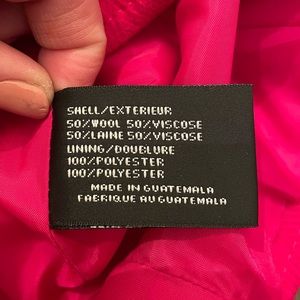 SHELL/EXTERIEUR
50%WOOL 50%VISCOSE
50%LAINE 50%VISCOSE
LINING/DOUBLURE
100%POLYESTER
100%POLYESTER
MADE IN GUATEMALA
FABRIQUE AU GUATEMALA